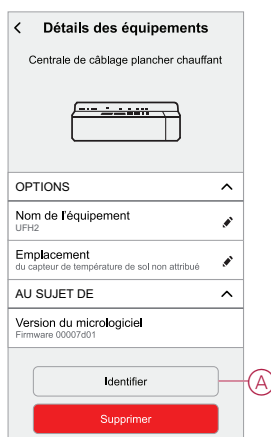 Détails des équipements
Centrale de câblage plancher chauffant
OPTIONS
Nom de l'équipement
UFH2
Emplacement
du capteur de température de sol non attribué
AU SUJET DE
Version du micrologiciel
Firmware 00007d01
Identifier
A
Supprimer